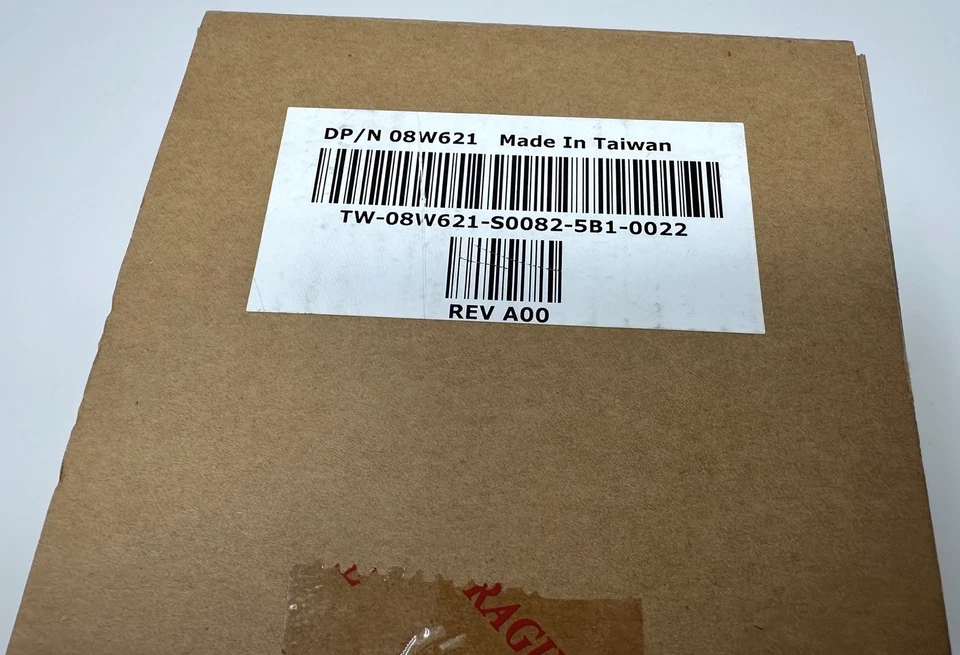 DP/N 08W621 Made In Taiwan
TW-08W621-S0082-5B1-0022
REV A00